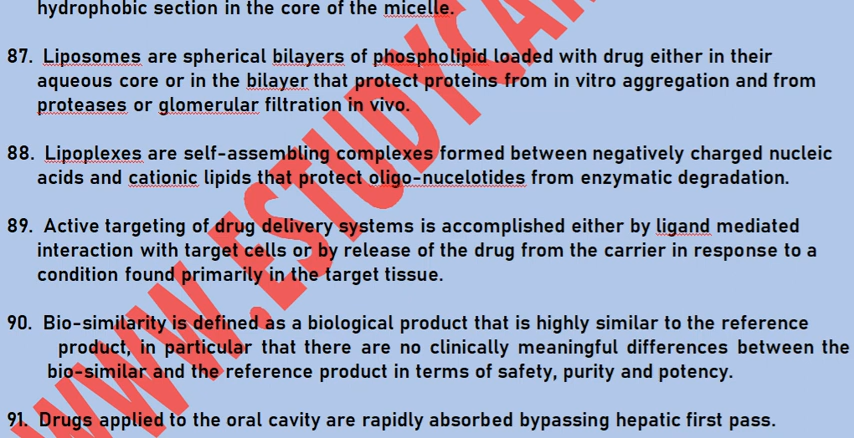 hydrophobic section in the core of the micelle.
87. Liposomes are spherical bilayers of phospholipid loaded with drug either in their
aqueous core or in the bilayer that protect proteins from in vitro aggregation and from
proteases or glomerular filtration in vivo.
88. Lipoplexes are self-assembling complexes formed between negatively charged nucleic
acids and cationic lipids that protect oligo-nucelotides from enzymatic degradation.
89. Active targeting of drug delivery systems is accomplished either by ligand mediated
interaction with target cells or by release of the drug from the carrier in response to a
condition found primarily in the target tissue.
90. Bio-similarity is defined as a biological product that is highly similar to the reference
product, in particular that there are no clinically meaningful differences between the
bio-similar and the reference product in terms of safety, purity and potency.
91. Drugs applied to the oral cavity are rapidly absorbed bypassing hepatic first pass.
WWW.ESTUDYCA